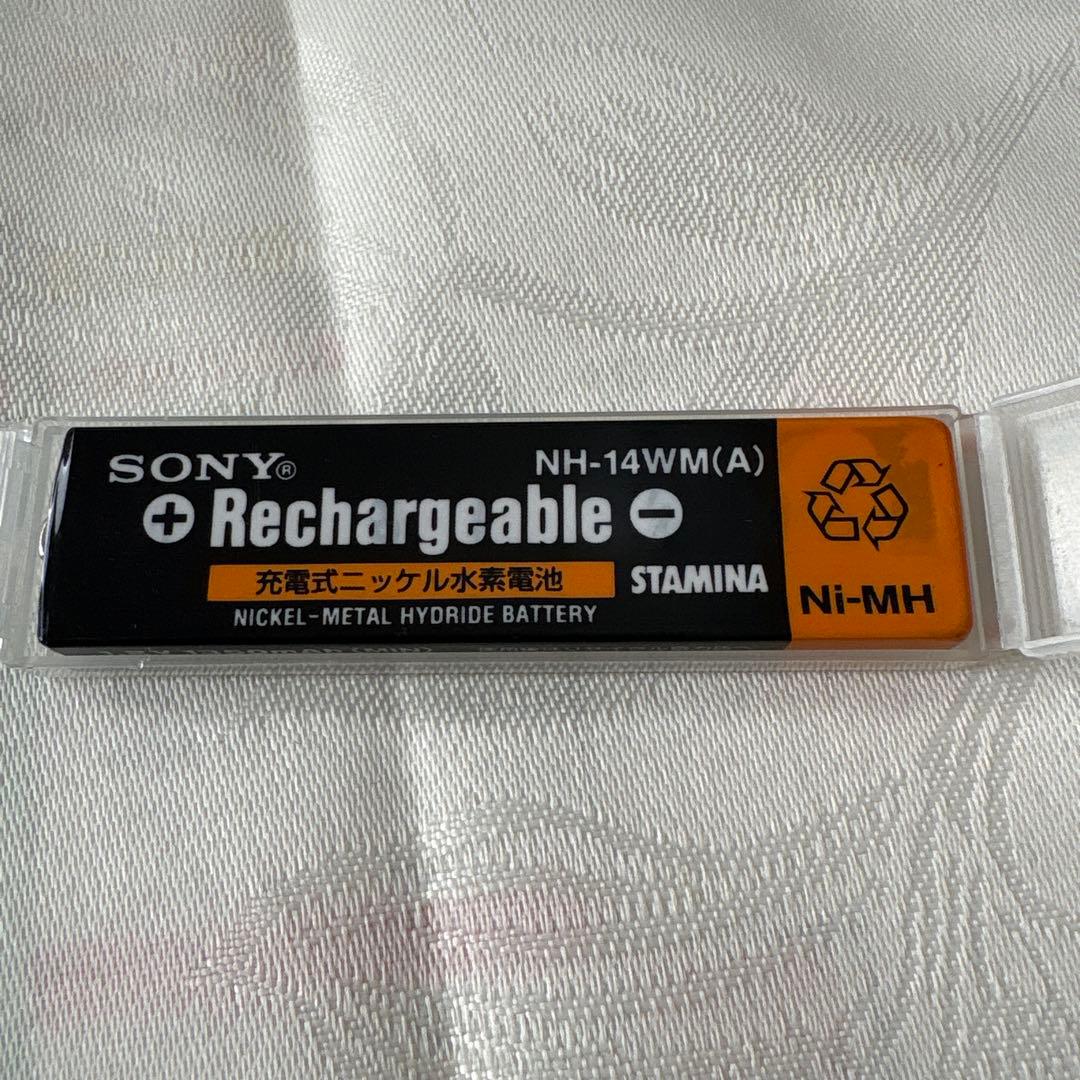 SONY®
NH-14WM(A)
⊕ Rechargeable ⊖
充電式ニッケル水素電池
STAMINA
NICKEL-METAL HYDRIDE BATTERY
Ni-MH